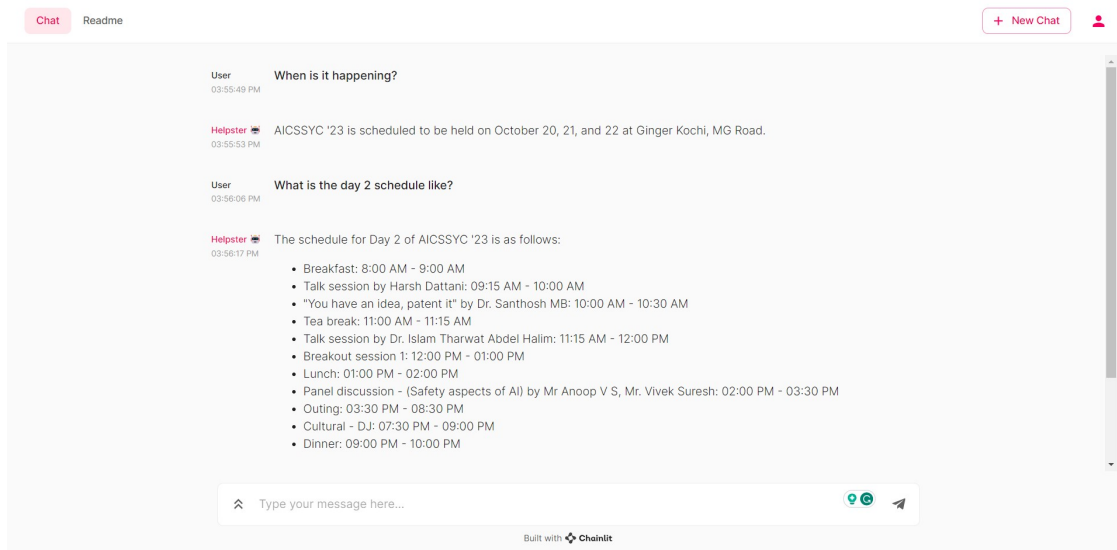 Chat Readme + New Chat
User When is it happening?
03:55:49 PM
Helpster AICSSYC '23 is scheduled to be held on October 20, 21, and 22 at Ginger Kochi, MG Road.
03:55:53 PM
User What is the day 2 schedule like?
03:56:06 PM
Helpster The schedule for Day 2 of AICSSYC '23 is as follows:
03:56:17 PM
• Breakfast: 8:00 AM - 9:00 AM
• Talk session by Harsh Dattani: 09:15 AM - 10:00 AM
• "You have an idea, patent it" by Dr. Santhosh MB: 10:00 AM - 10:30 AM
• Tea break: 11:00 AM - 11:15 AM
• Talk session by Dr. Islam Tharwat Abdel Halim: 11:15 AM - 12:00 PM
• Breakout session 1: 12:00 PM - 01:00 PM
• Lunch: 01:00 PM - 02:00 PM
• Panel discussion - (Safety aspects of AI) by Mr Anoop V S, Mr. Vivek Suresh: 02:00 PM - 03:30 PM
• Outing: 03:30 PM - 08:30 PM
• Cultural - DJ: 07:30 PM - 09:00 PM
• Dinner: 09:00 PM - 10:00 PM
Type your message here...
Built with Chainlit